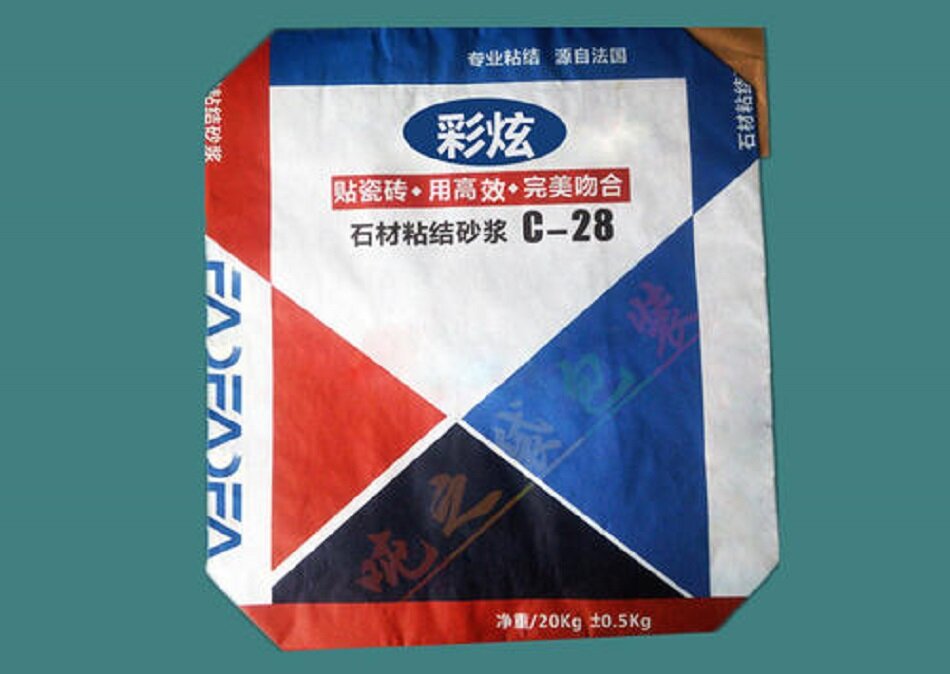 专业粘结 源自法国
彩炫
贴瓷砖·用高效·完美吻合
石材粘结砂浆 C-28
粘结砂浆
石材粘结
净重/20Kg ±0.5Kg